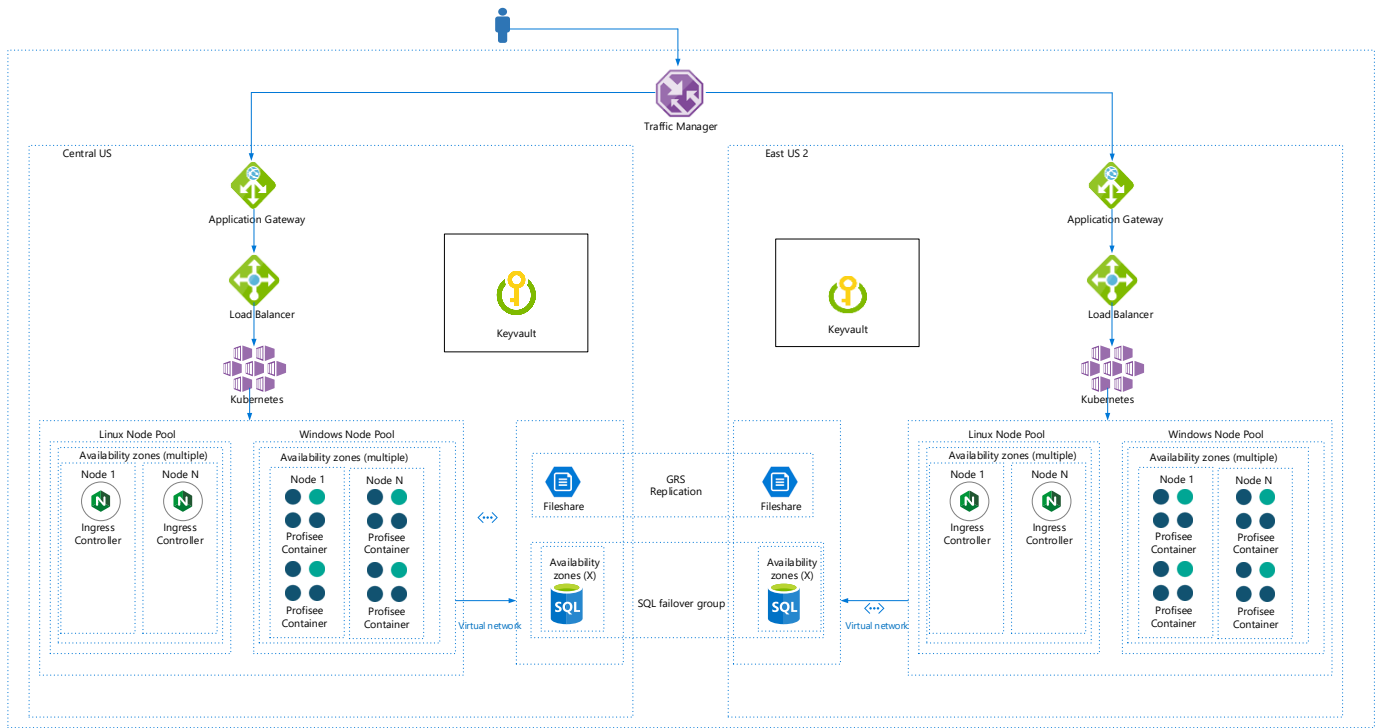 Traffic Manager
Central US
East US 2
Application Gateway
Application Gateway
Load Balancer
Load Balancer
Keyvault
Keyvault
Kubernetes
Kubernetes
Linux Node Pool
Availability zones (multiple)
Node 1
N
Ingress
Controller
Node N
N
Ingress
Controller
Windows Node Pool
Availability zones (multiple)
Node 1
Profisee
Container
Profisee
Container
Node N
Profisee
Container
Profisee
Container
Virtual network
Fileshare
GRS
Replication
Fileshare
Availability
zones (X)
SQL
SQL failover group
Availability
zones (X)
SQL
Virtual network
Linux Node Pool
Availability zones (multiple)
Node 1
N
Ingress
Controller
Node N
N
Ingress
Controller
Windows Node Pool
Availability zones (multiple)
Node 1
Profisee
Container
Profisee
Container
Node N
Profisee
Container
Profisee
Container